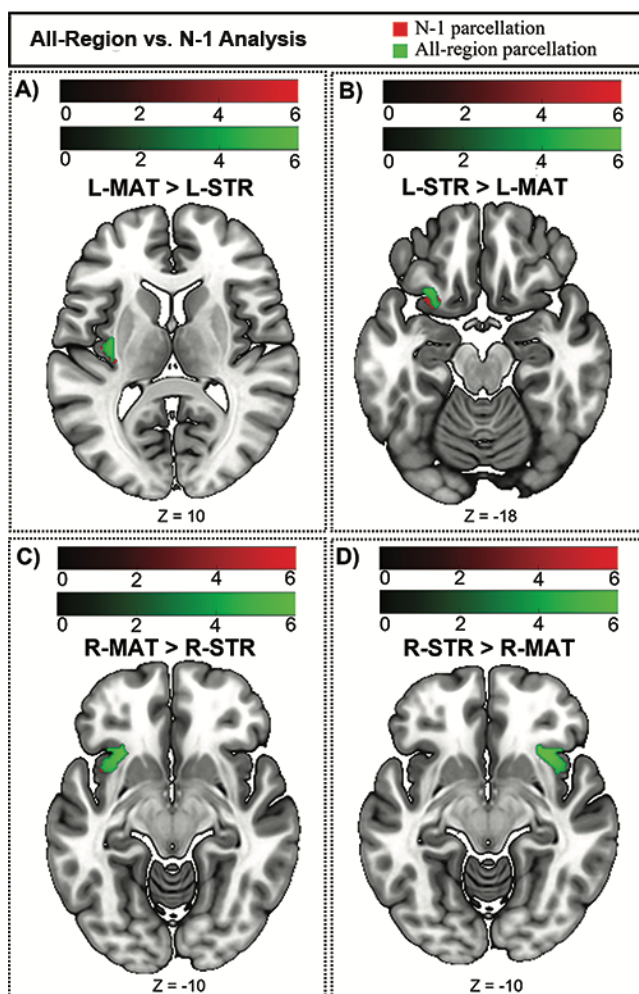 All-Region vs. N-1 Analysis
N-1 parcellation
All-region parcellation
A)
0 2 4 6
0 2 4 6
L-MAT > L-STR
Z = 10
B)
0 2 4 6
0 2 4 6
L-STR > L-MAT
Z = -18
C)
0 2 4 6
0 2 4 6
R-MAT > R-STR
Z = -10
D)
0 2 4 6
0 2 4 6
R-STR > R-MAT
Z = -10